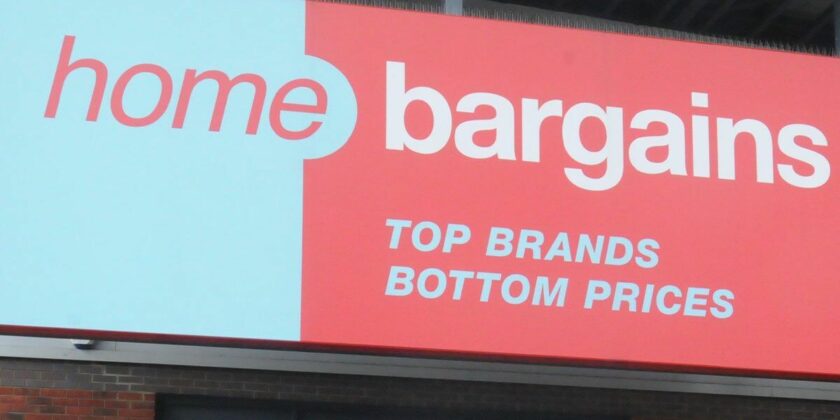 home bargains
TOP BRANDS
BOTTOM PRICES